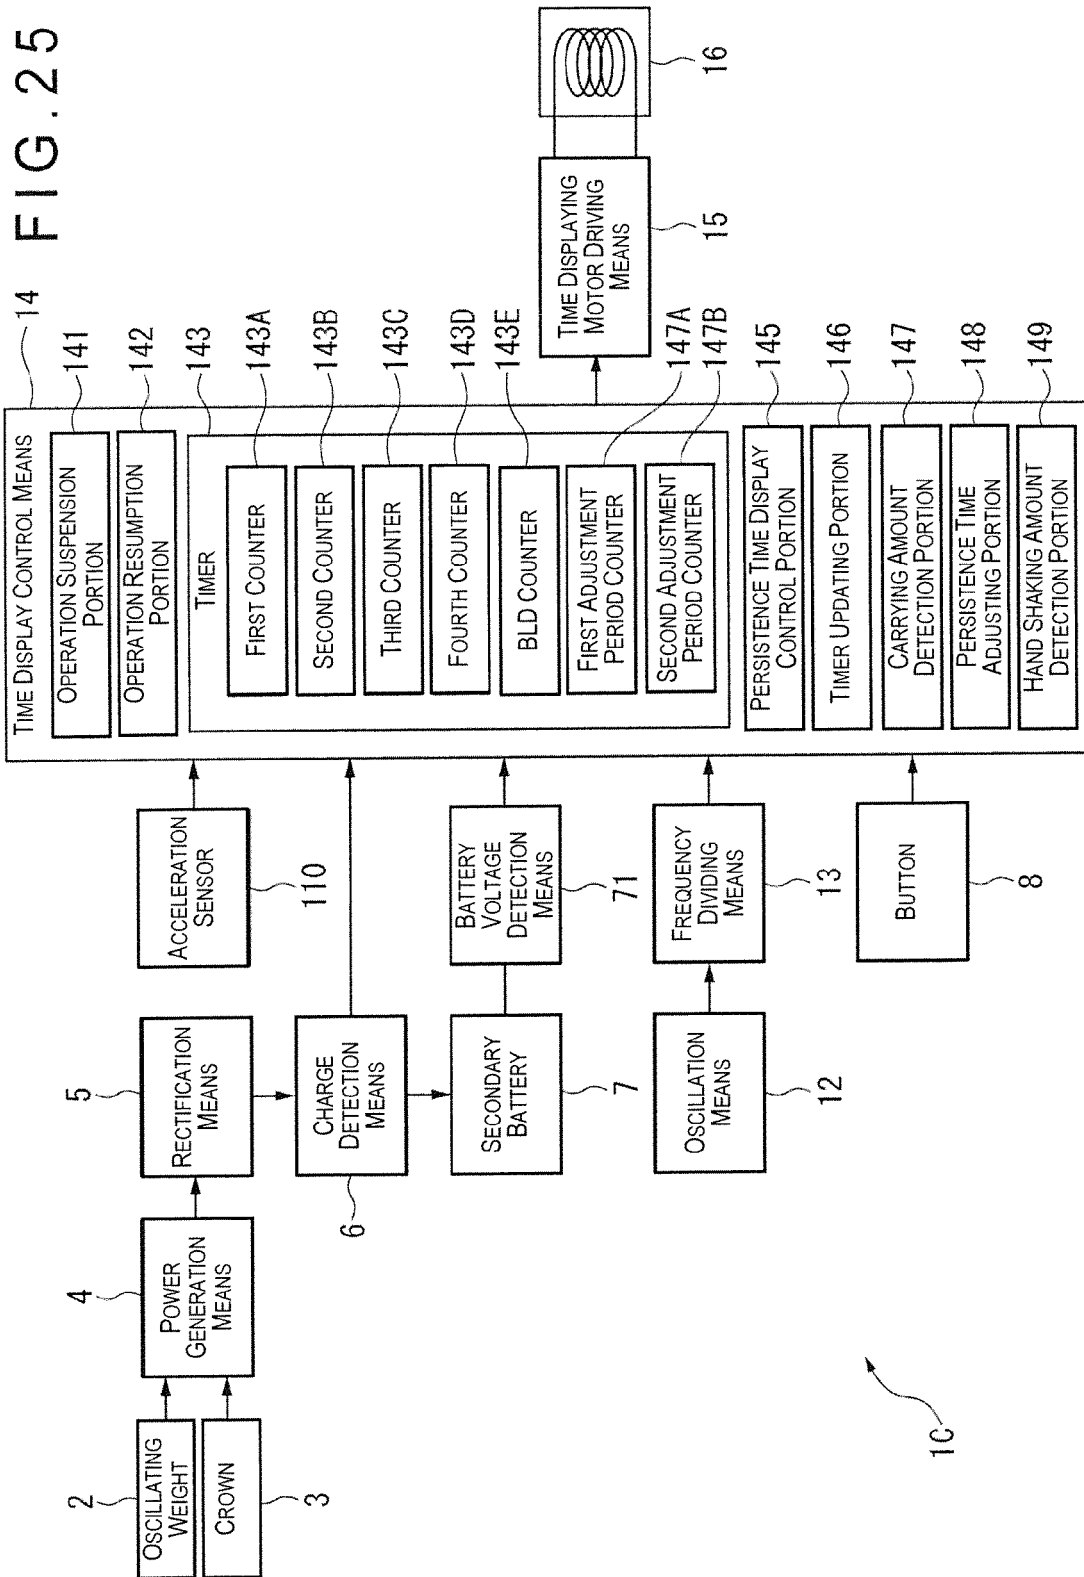 FIG. 25
14
TIME DISPLAY CONTROL MEANS
OPERATION SUSPENSION
PORTION
141
OPERATION RESUMPTION
PORTION
142
TIMER
143
FIRST COUNTER
143A
SECOND COUNTER
143B
THIRD COUNTER
143C
FOURTH COUNTER
143D
BLD COUNTER
143E
FIRST ADJUSTMENT
PERIOD COUNTER
147A
SECOND ADJUSTMENT
PERIOD COUNTER
147B
PERSISTENCE TIME DISPLAY
CONTROL PORTION
145
TIMER UPDATING PORTION
146
CARRYING AMOUNT
DETECTION PORTION
147
PERSISTENCE TIME
ADJUSTING PORTION
148
HAND SHAKING AMOUNT
DETECTION PORTION
149
TIME DISPLAYING
MOTOR DRIVING
MEANS
15
16
ACCELERATION
SENSOR
110
2
OSCILLATING
WEIGHT
CROWN
3
4
POWER
GENERATION
MEANS
5
RECTIFICATION
MEANS
CHARGE
DETECTION
MEANS
6
SECONDARY
BATTERY
7
BATTERY
VOLTAGE
DETECTION
MEANS
71
OSCILLATION
MEANS
12
FREQUENCY
DIVIDING
MEANS
13
BUTTON
8
1C